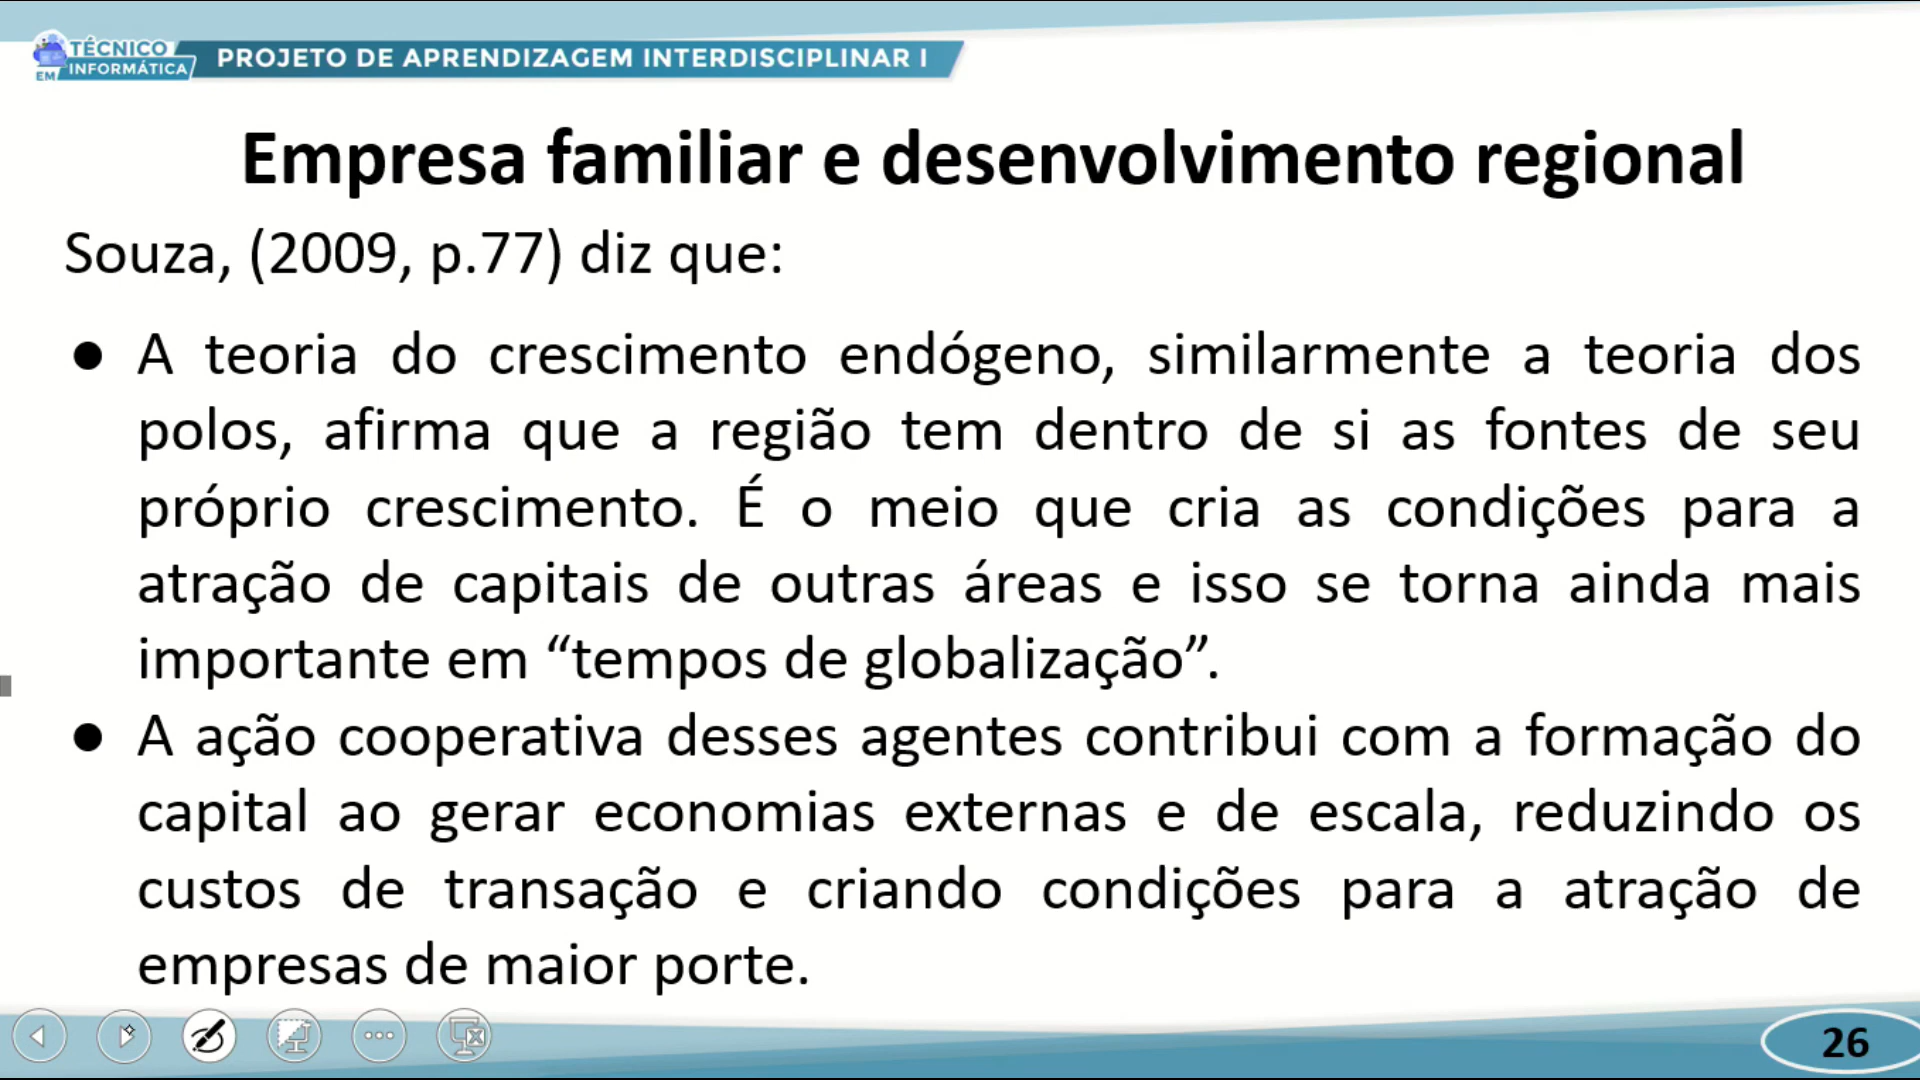 TÉCNICO
EM INFORMÁTICA
PROJETO DE APRENDIZAGEM INTERDISCIPLINAR I
Empresa familiar e desenvolvimento regional
Souza, (2009, p.77) diz que:
● A teoria do crescimento endógeno, similarmente a teoria dos
polos, afirma que a região tem dentro de si as fontes de seu
próprio crescimento. É o meio que cria as condições para a
atração de capitais de outras áreas e isso se torna ainda mais
importante em “tempos de globalização”.
● A ação cooperativa desses agentes contribui com a formação do
capital ao gerar economias externas e de escala, reduzindo os
custos de transação e criando condições para a atração de
empresas de maior porte.
26